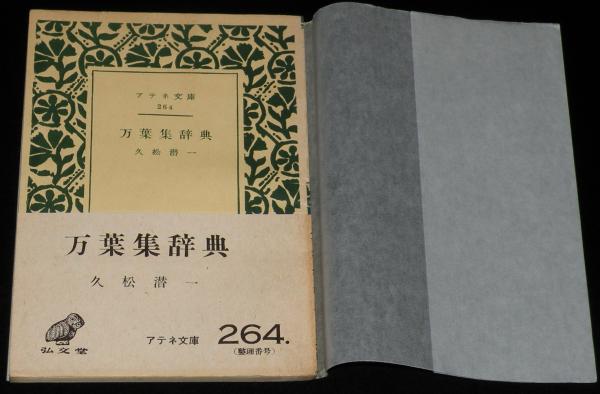 アテネ文庫
264
万葉集辞典
久松潜一
万葉集辞典
久松潜一
弘文堂
アテネ文庫
264.
(整理番号)